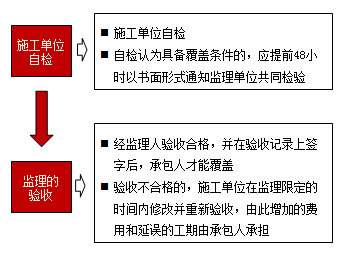 施工单位
自检
■ 施工单位自检
■ 自检认为具备覆盖条件的，应提前48小
时以书面形式通知监理单位共同检验
监理的
验收
■ 经监理人验收合格，并在验收记录上签
字后，承包人才能覆盖
■ 验收不合格的，施工单位在监理限定的
时间内修改并重新验收，由此增加的费
用和延误的工期由承包人承担